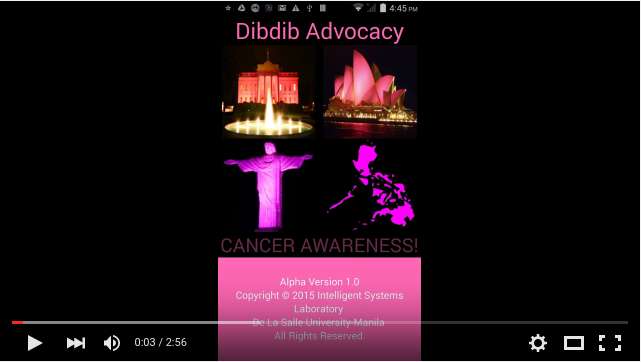 4:45 PM
Dibdib Advocacy
CANCER AWARENESS!
Alpha Version 1.0
Copyright © 2015 Intelligent Systems
Laboratory
De La Salle University-Manila
All Rights Reserved.
0:03 / 2:56